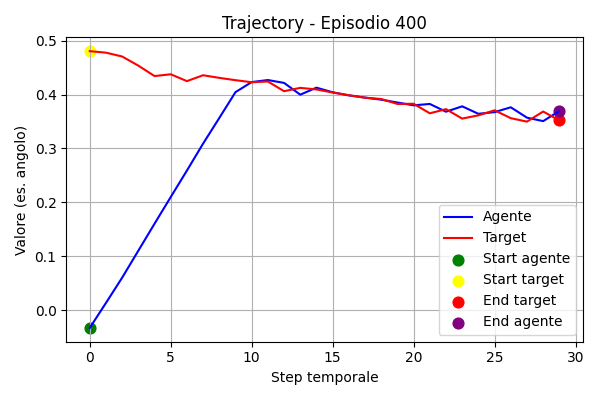 Trajectory - Episodio 400
Valore (es. angolo)
0.5
0.4
0.3
0.2
0.1
0.0
0 5 10 15 20 25 30
Step temporale
Agente
Target
Start agente
Start target
End target
End agente